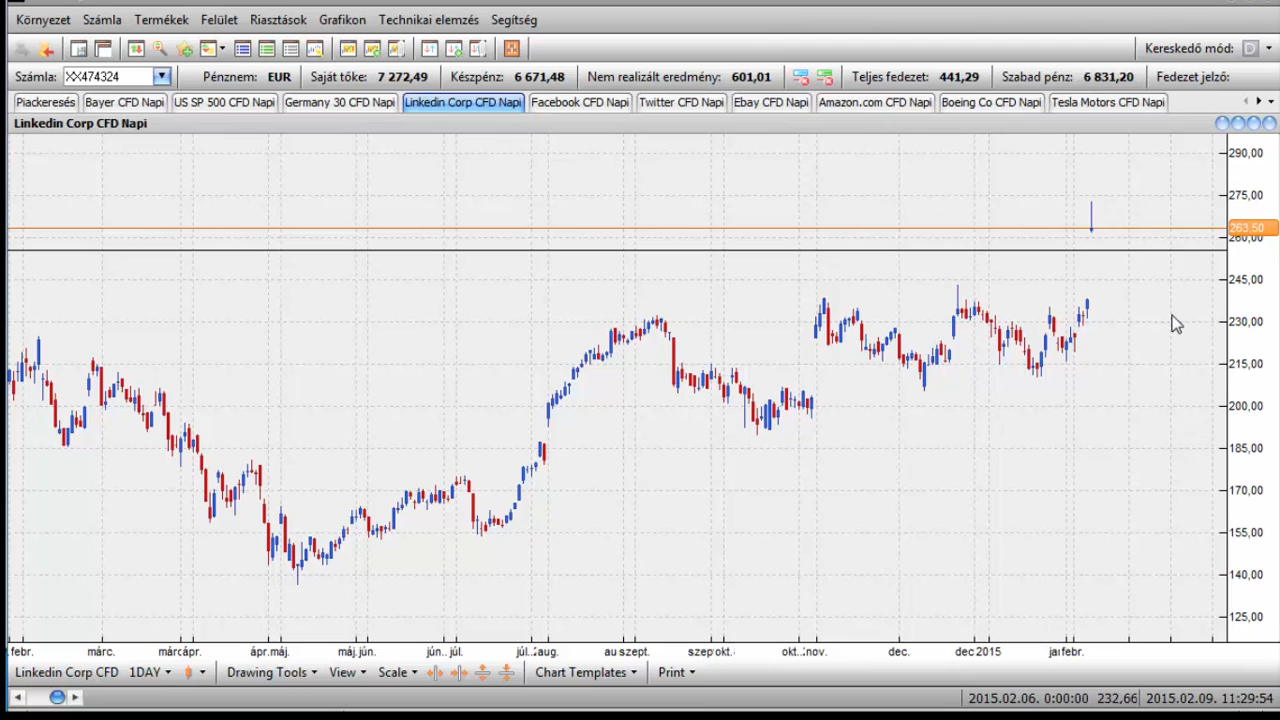 Környezet Számla Termékek Felület Riasztások Grafikon Technikai elemzés Segítség
Kereskedő mód: D
Számla: XX474324 Pénznem: EUR Saját tőke: 7 272,49 Készpénz: 6 671,48 Nem realizált eredmény: 601,01 Teljes fedezet: 441,29 Szabad pénz: 6 831,20 Fedezet jelző:
Piackeresés Bayer CFD Napi US SP 500 CFD Napi Germany 30 CFD Napi Linkedin Corp CFD Napi Facebook CFD Napi Twitter CFD Napi Ebay CFD Napi Amazon.com CFD Napi Boeing Co CFD Napi Tesla Motors CFD Napi
Linkedin Corp CFD Napi
290,00
275,00
263,50
260,00
245,00
230,00
215,00
200,00
185,00
170,00
155,00
140,00
125,00
febr. márc. márc ápr. ápr. máj. máj. jún. jún. júl. júl. aug. au szept. szep okt. okt. nov. dec. dec 2015 jai febr.
Linkedin Corp CFD 1DAY Drawing Tools View Scale Chart Templates Print
2015.02.06. 0:00:00 232,66 2015.02.09. 11:29:54